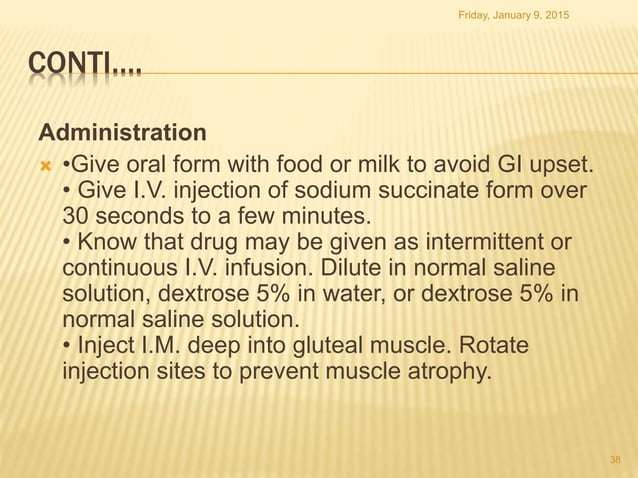 Friday, January 9, 2015
CONTI....
Administration
•Give oral form with food or milk to avoid GI upset.
• Give I.V. injection of sodium succinate form over
30 seconds to a few minutes.
• Know that drug may be given as intermittent or
continuous I.V. infusion. Dilute in normal saline
solution, dextrose 5% in water, or dextrose 5% in
normal saline solution.
• Inject I.M. deep into gluteal muscle. Rotate
injection sites to prevent muscle atrophy.
38